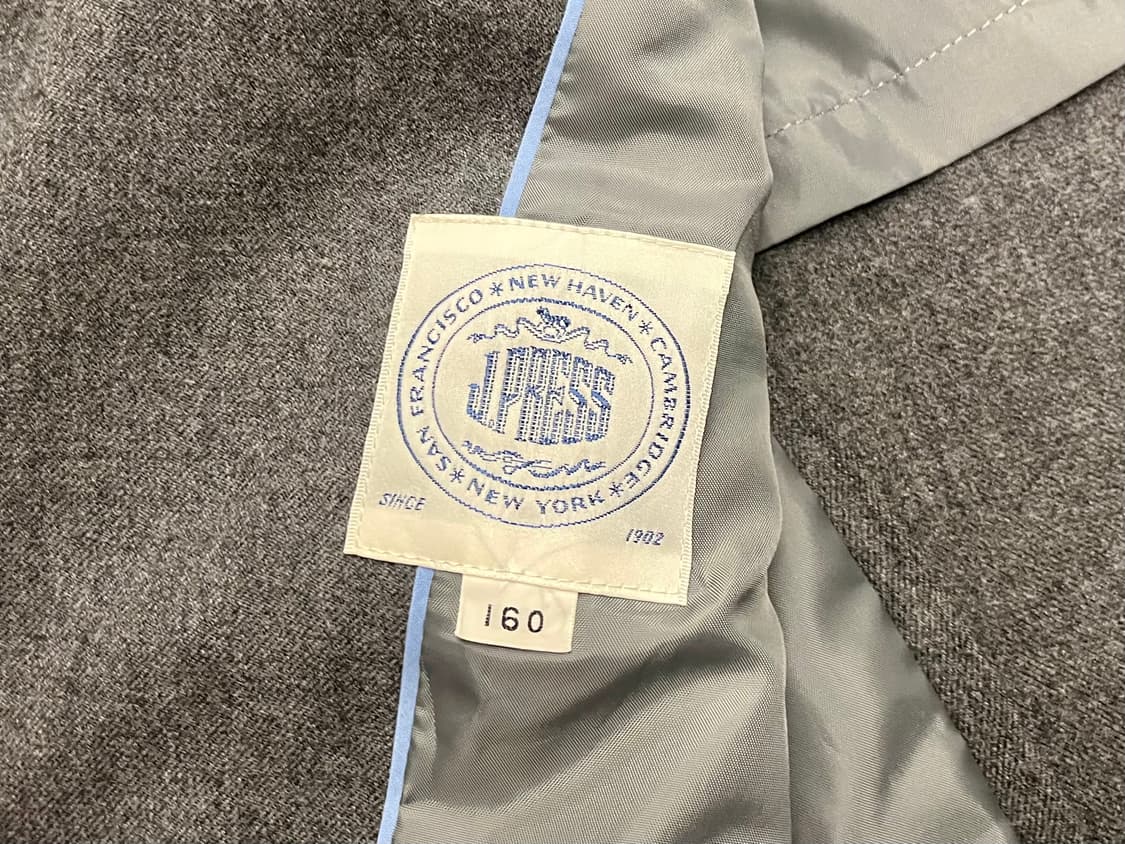 SAN FRANCISCO * NEW HAVEN * CAMBRIDGE * NEW YORK *
J.PRESS
SINCE 1902
160